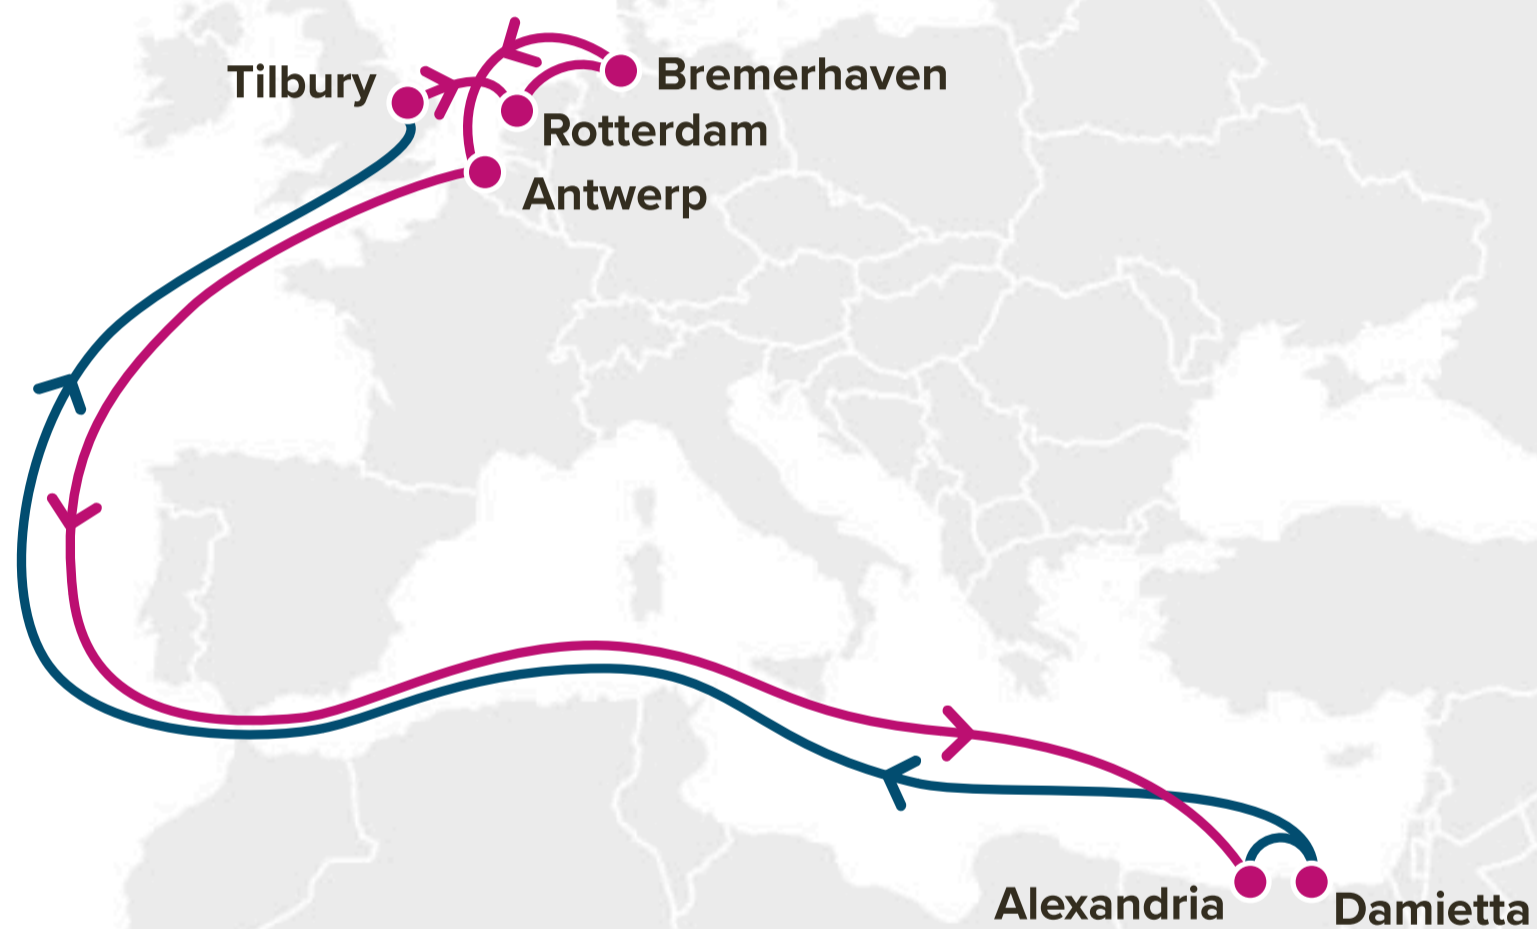 Tilbury
Bremerhaven
Rotterdam
Antwerp
Alexandria
Damietta